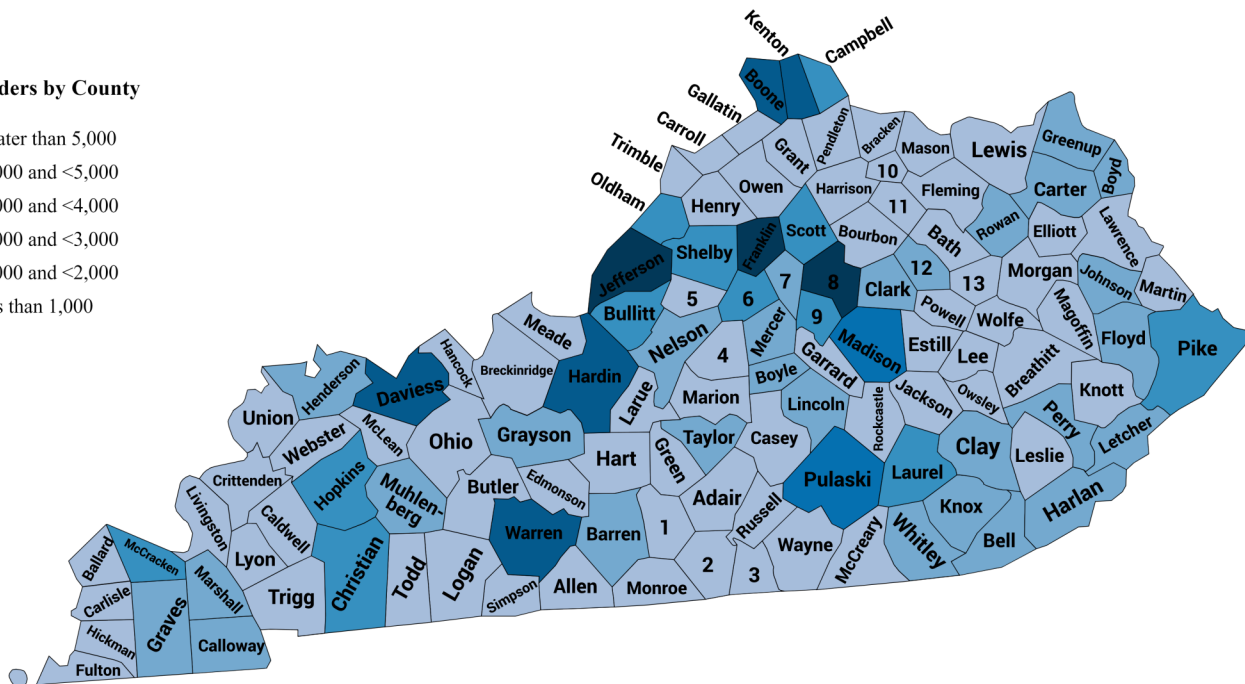 ders by County
ater than 5,000
000 and <5,000
000 and <4,000
000 and <3,000
000 and <2,000
s than 1,000
Kenton
Campbell
Boone
Gallatin
Carroll
Trimble
Oldham
Grant
Pendleton
Bracken
Mason
Lewis
Greenup
Boyd
Carter
10
Owen
Harrison
Fleming
Henry
11
Rowan
Elliott
Lawrence
Shelby
Franklin
Scott
Bourbon
Bath
Jefferson
7
8
Clark
12
13
Morgan
Johnson
Martin
5
6
9
Bullitt
Powell
Wolfe
Magoffin
Meade
Nelson
Mercer
Madison
Estill
Lee
Floyd
Pike
Hancock
Breckinridge
Hardin
4
Garrard
Breathitt
Henderson
Daviess
Larue
Boyle
Marion
Lincoln
Rockcastle
Jackson
Owsley
Knott
Union
Webster
McLean
Ohio
Grayson
Taylor
Casey
Perry
Letcher
Hart
Green
Clay
Leslie
Crittenden
Hopkins
Muhlen-
berg
Butler
Edmonson
Adair
Pulaski
Laurel
Livingston
Caldwell
Warren
Barren
1
Russell
Knox
Harlan
Ballard
McCracken
Lyon
Christian
Todd
Logan
Wayne
McCreary
Whitley
Bell
Marshall
Trigg
Simpson
Allen
Monroe
2
3
Carlisle
Graves
Hickman
Calloway
Fulton